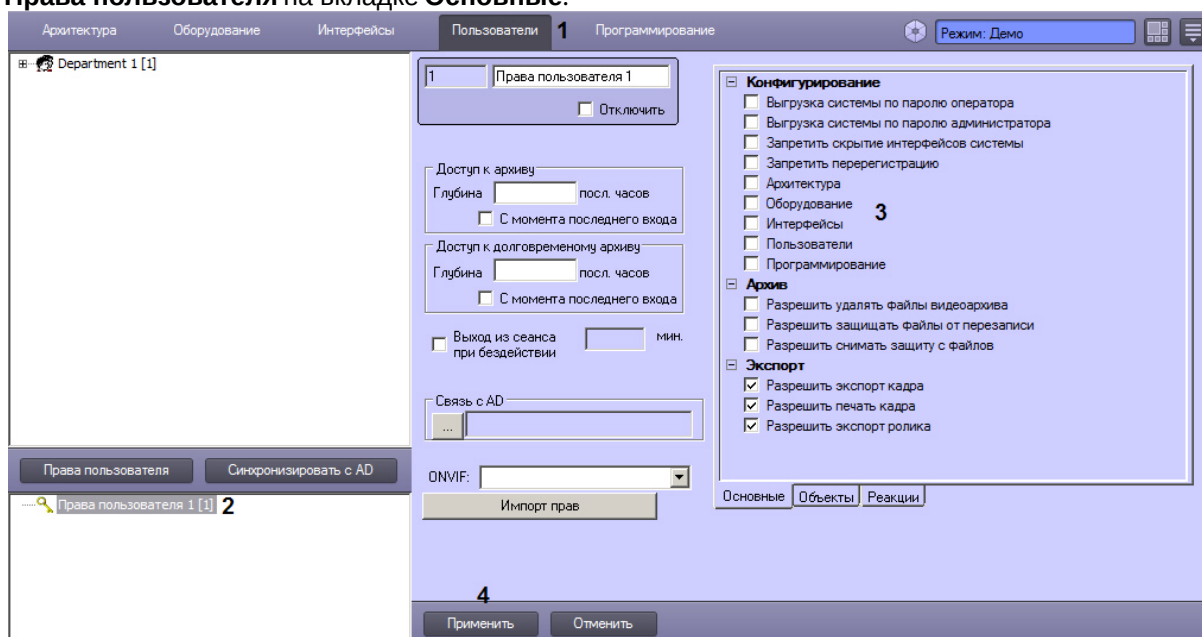 Права пользователя на вкладке Основные.
Архитектура Оборудование Интерфейсы Пользователи 1 Программирование Режим: Демо
Department 1 [1]
1 Права пользователя 1
Отключить
Доступ к архиву
Глубина посл. часов
С момента последнего входа
Доступ к долговременому архиву
Глубина посл. часов
С момента последнего входа
Выход из сеанса мин.
при бездействии
Связь с AD
...
ONVIF:
Импорт прав
Конфигурирование
Выгрузка системы по паролю оператора
Выгрузка системы по паролю администратора
Запретить скрытие интерфейсов системы
Запретить перерегистрацию
Архитектура
Оборудование
3
Интерфейсы
Пользователи
Программирование
Архив
Разрешить удалять файлы видеоархива
Разрешить защищать файлы от перезаписи
Разрешить снимать защиту с файлов
Экспорт
Разрешить экспорт кадра
Разрешить печать кадра
Разрешить экспорт ролика
Основные Объекты Реакции
Права пользователя Синхронизировать с AD
Права пользователя 1 [1] 2
4
Применить Отменить